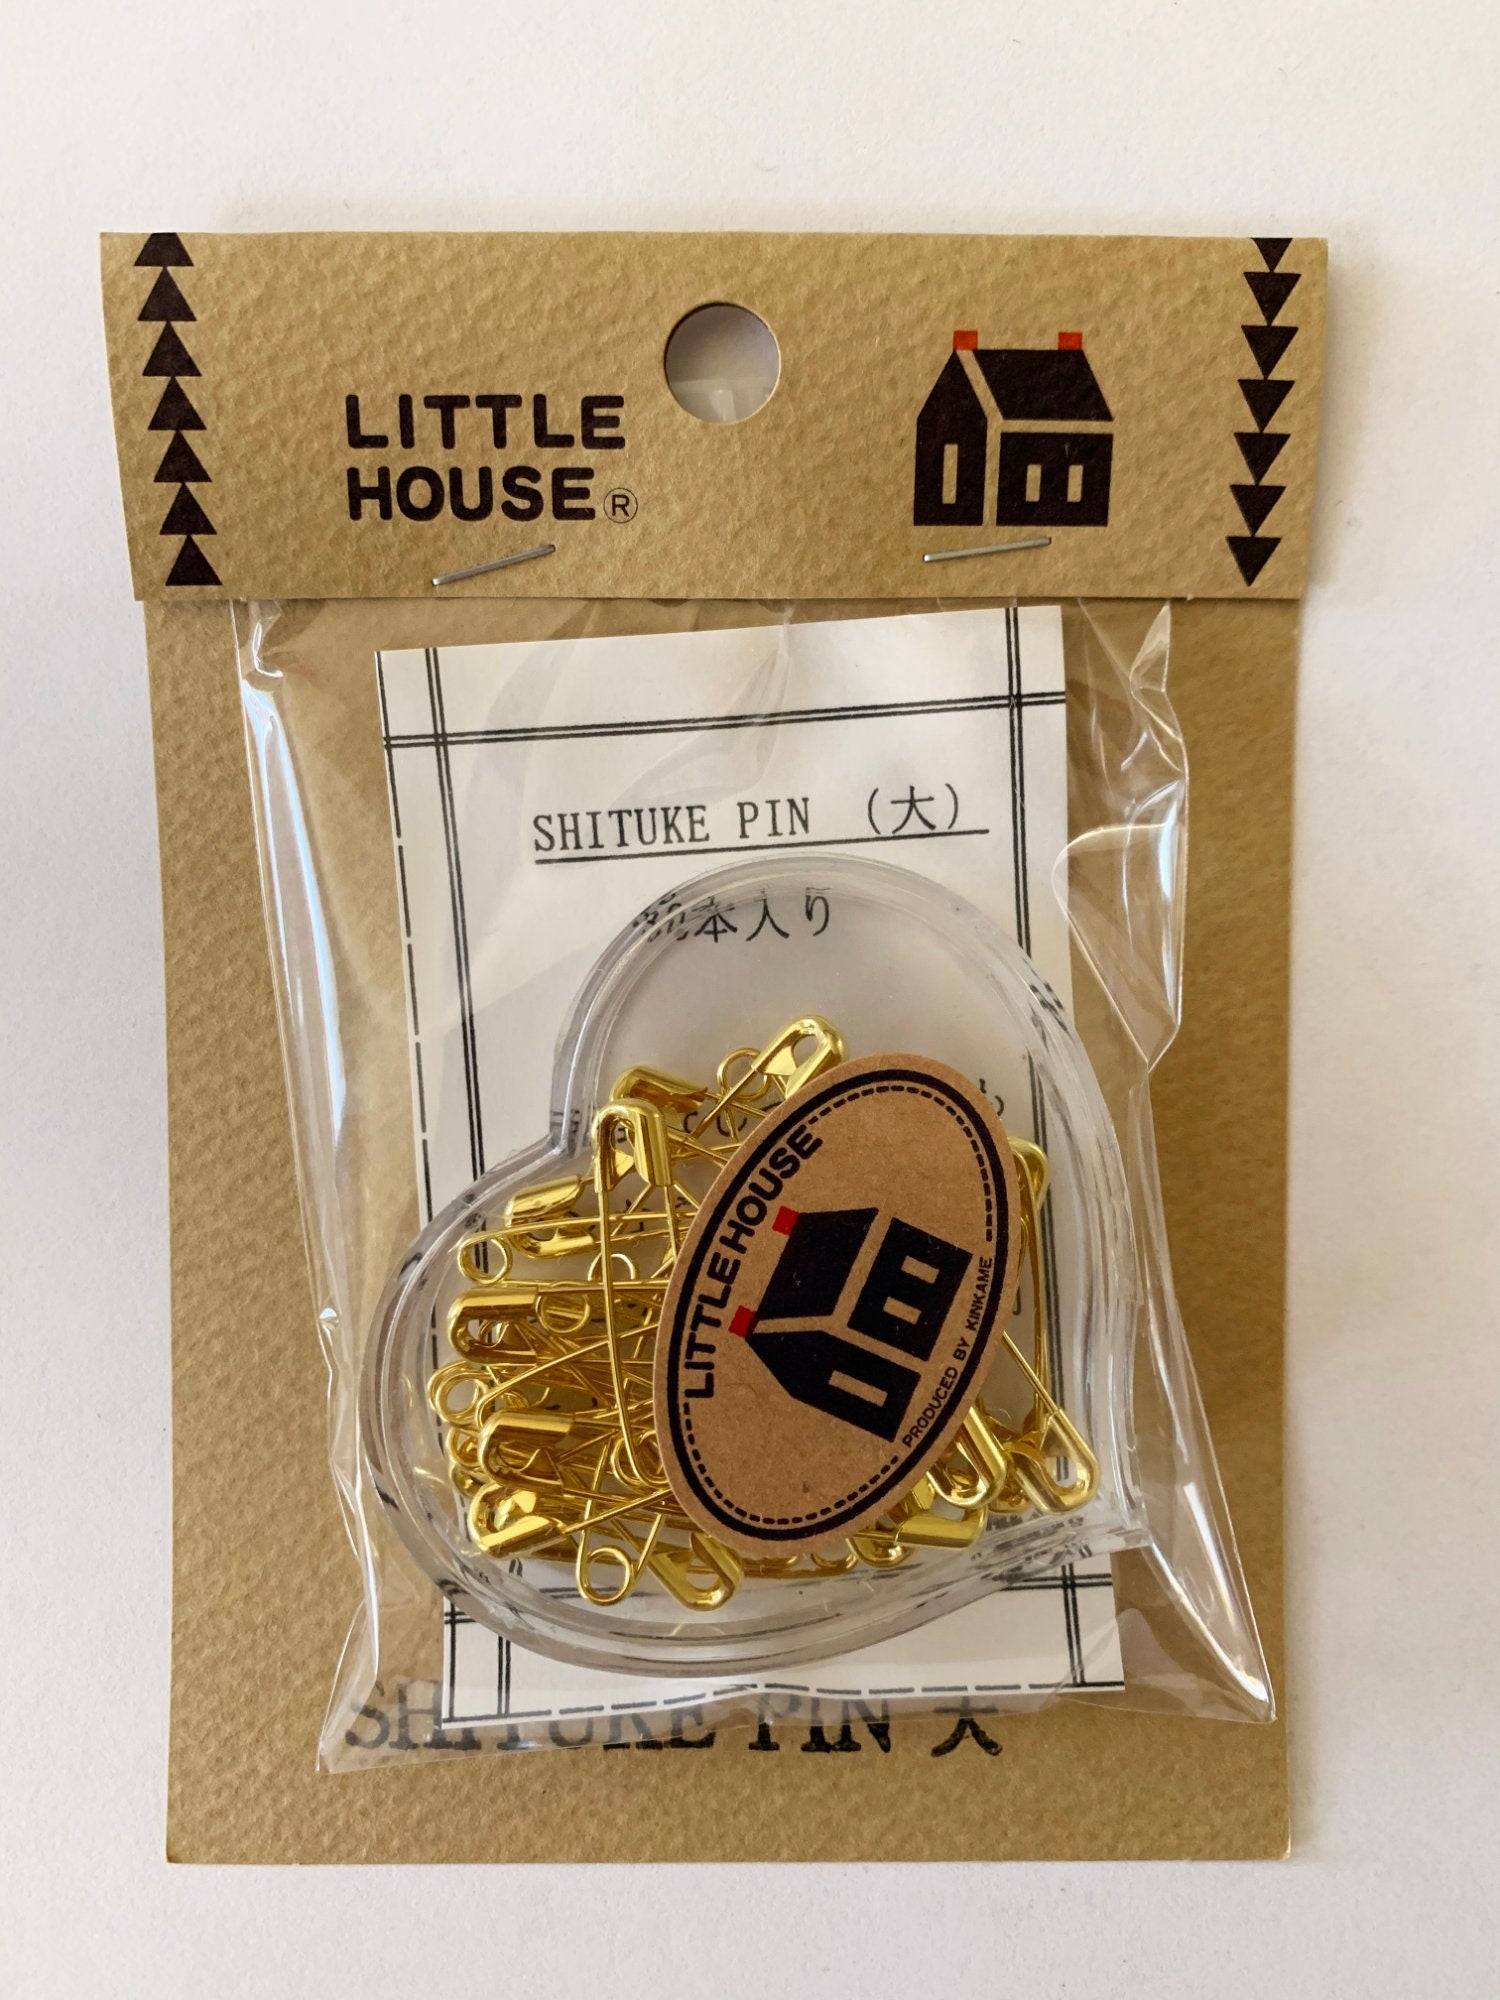 LITTLE
HOUSE®
SHITUKE PIN （大）
本入り
LITTLE HOUSE
PRODUCED BY KINKAME
SHITUKE PIN 大